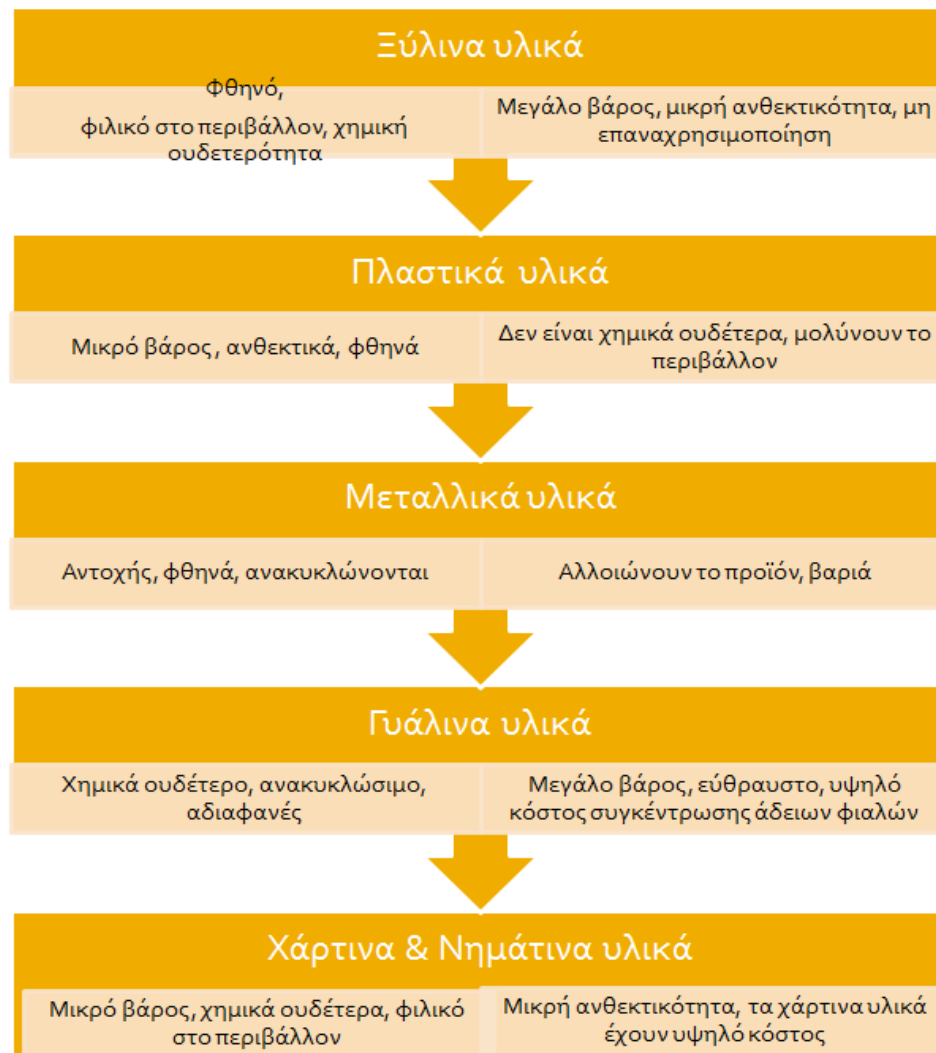 Ξύλινα υλικά
Φθηνό,
φιλικό στο περιβάλλον, χημική
ουδετερότητα
Μεγάλο βάρος, μικρή ανθεκτικότητα, μη
επαναχρησιμοποίηση
Πλαστικά υλικά
Μικρό βάρος, ανθεκτικά, φθηνά
Δεν είναι χημικά ουδέτερα, μολύνουν το
περιβάλλον
Μεταλλικά υλικά
Αντοχής, φθηνά, ανακυκλώνονται
Αλλοιώνουν το προϊόν, βαριά
Γυάλινα υλικά
Χημικά ουδέτερο, ανακυκλώσιμο,
αδιαφανές
Μεγάλο βάρος, εύθραυστο, υψηλό
κόστος συγκέντρωσης άδειων φιαλών
Χάρτινα & Νημάτινα υλικά
Μικρό βάρος, χημικά ουδέτερα, φιλικό
στο περιβάλλον
Μικρή ανθεκτικότητα, τα χάρτινα υλικά
έχουν υψηλό κόστος